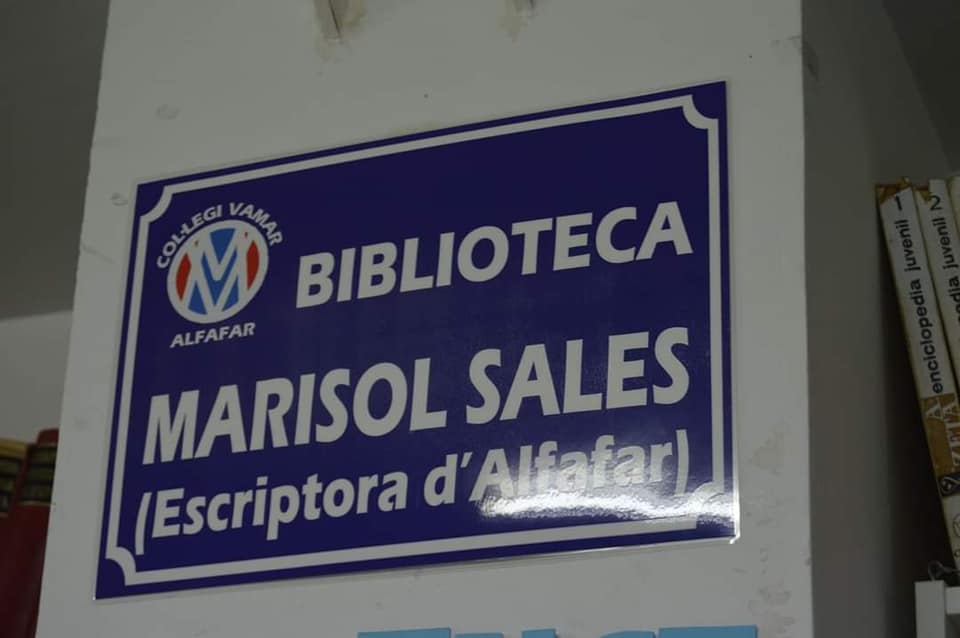 COL·LEGI VAMAR
ALFAFAR
BIBLIOTECA
MARISOL SALES
(Escriptora d'Alfafar)
1
enciclopedia juvenil
2